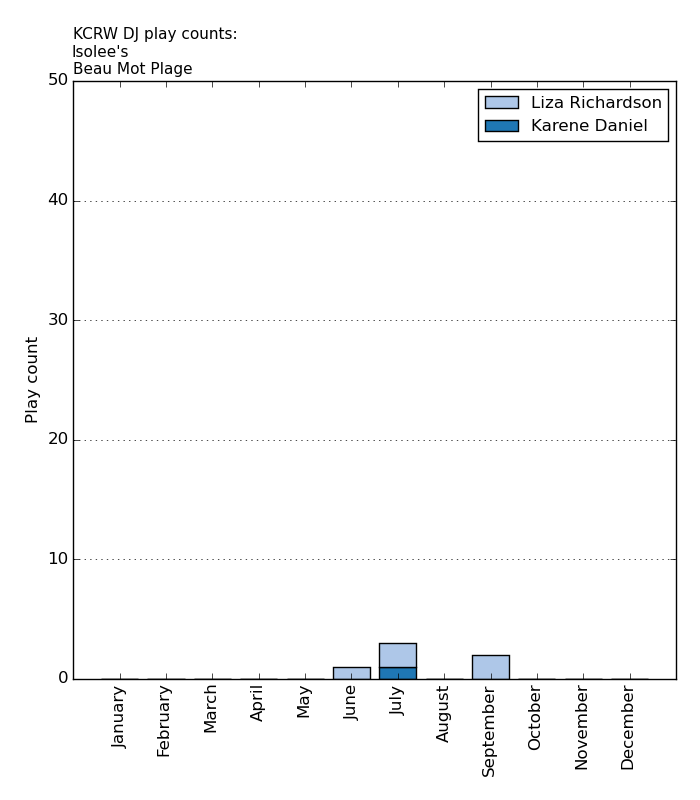 KCRW DJ play counts:
Isolee's
Beau Mot Plage
Liza Richardson
Karene Daniel
Play count
50
40
30
20
10
0
January
February
March
April
May
June
July
August
September
October
November
December